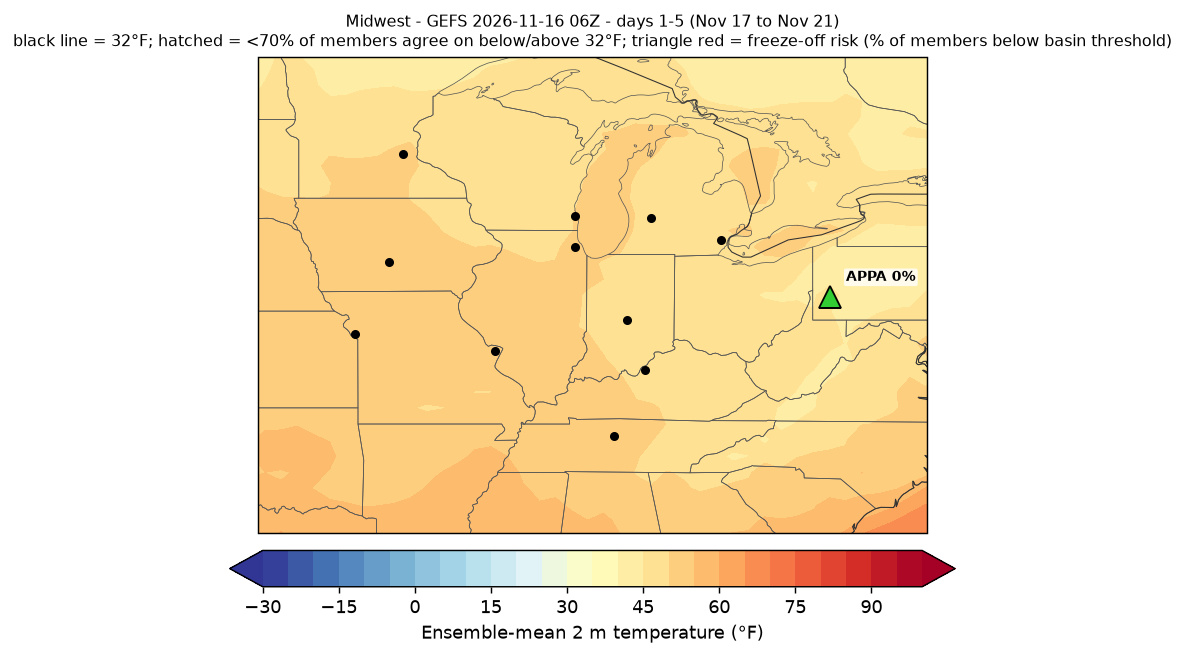 Midwest - GEFS 2026-11-16 06Z - days 1-5 (Nov 17 to Nov 21)
black line = 32°F; hatched = <70% of members agree on below/above 32°F; triangle red = freeze-off risk (% of members below basin threshold)
APPA 0%
−30 −15 0 15 30 45 60 75 90
Ensemble-mean 2 m temperature (°F)